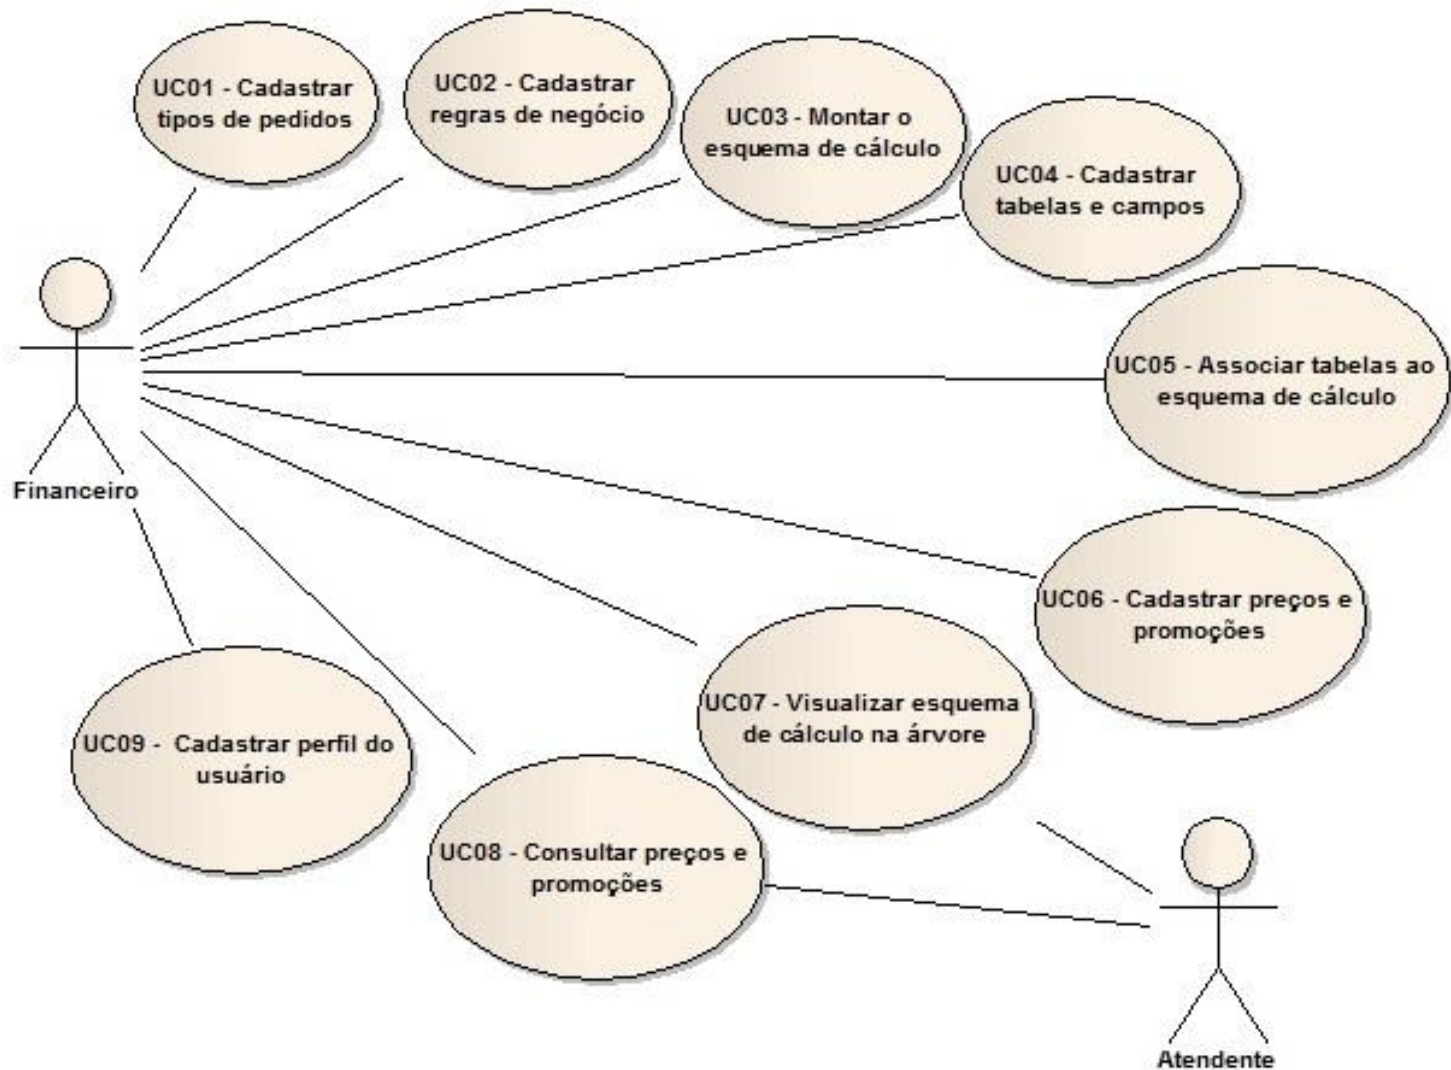 UC01 - Cadastrar
tipos de pedidos
UC02 - Cadastrar
regras de negócio
UC03 - Montar o
esquema de cálculo
UC04 - Cadastrar
tabelas e campos
UC05 - Associar tabelas ao
esquema de cálculo
Financeiro
UC06 - Cadastrar preços e
promoções
UC07 - Visualizar esquema
de cálculo na árvore
UC09 - Cadastrar perfil do
usuário
UC08 - Consultar preços e
promoções
Atendente